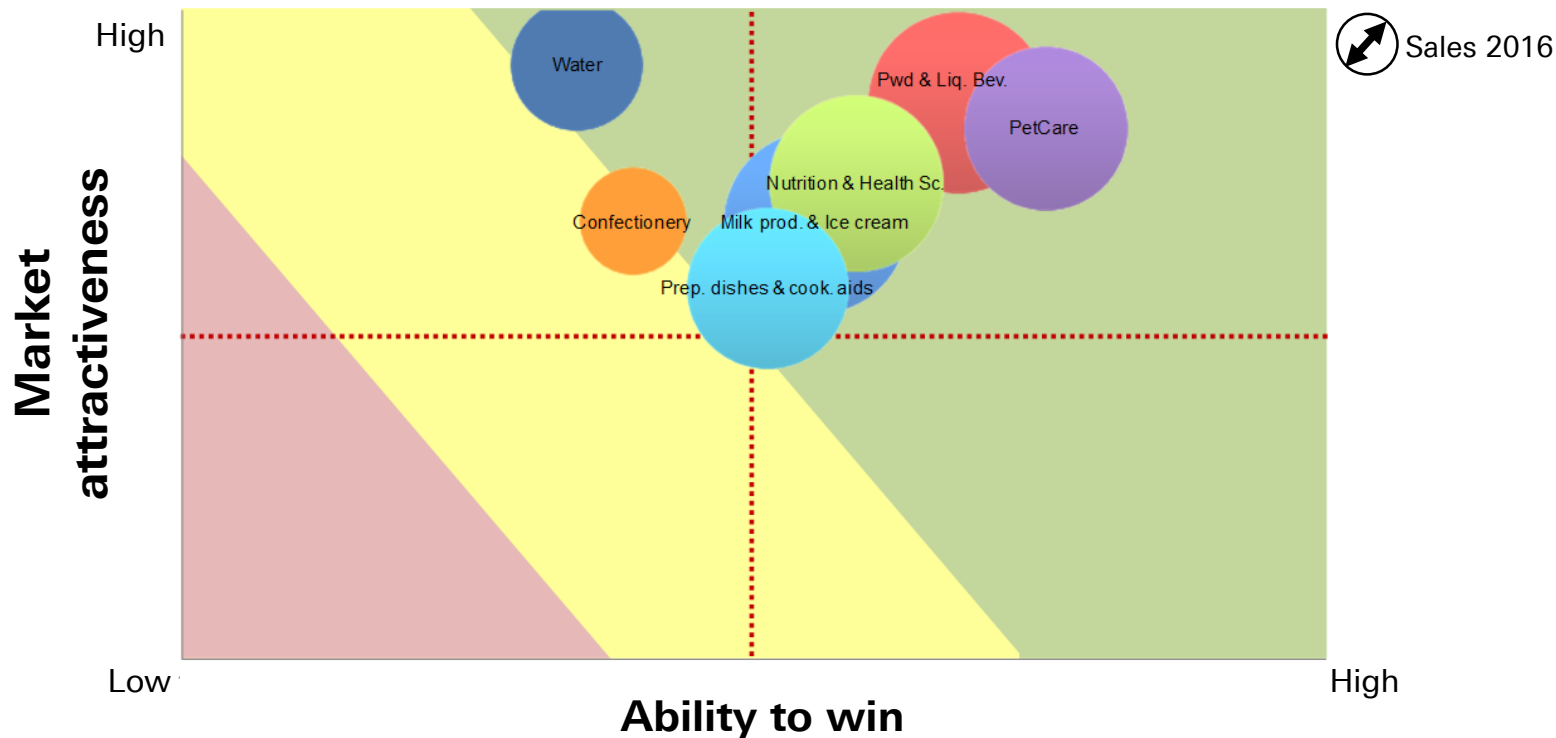 High
Sales 2016
Water
Pwd & Liq. Bev.
PetCare
Nutrition & Health Sc.
Confectionery
Milk prod. & Ice cream
Prep. dishes & cook. aids
Market
attractiveness
Low
High
Ability to win